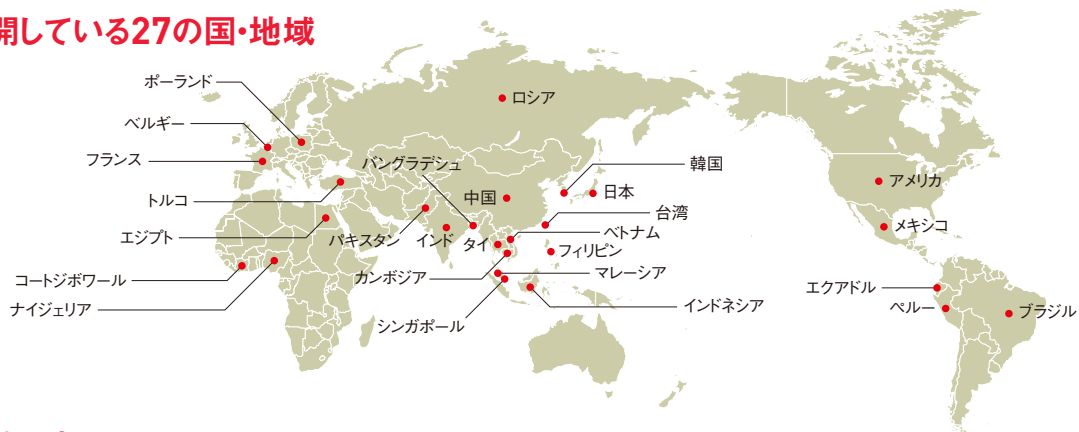 開している27の国・地域
ポーランド
ロシア
ベルギー
フランス
バングラデシュ
韓国
アメリカ
トルコ
中国
日本
台湾
メキシコ
エジプト
パキスタン
インド
タイ
ベトナム
フィリピン
コートジボワール
カンボジア
マレーシア
エクアドル
ナイジェリア
シンガポール
インドネシア
ペルー
ブラジル